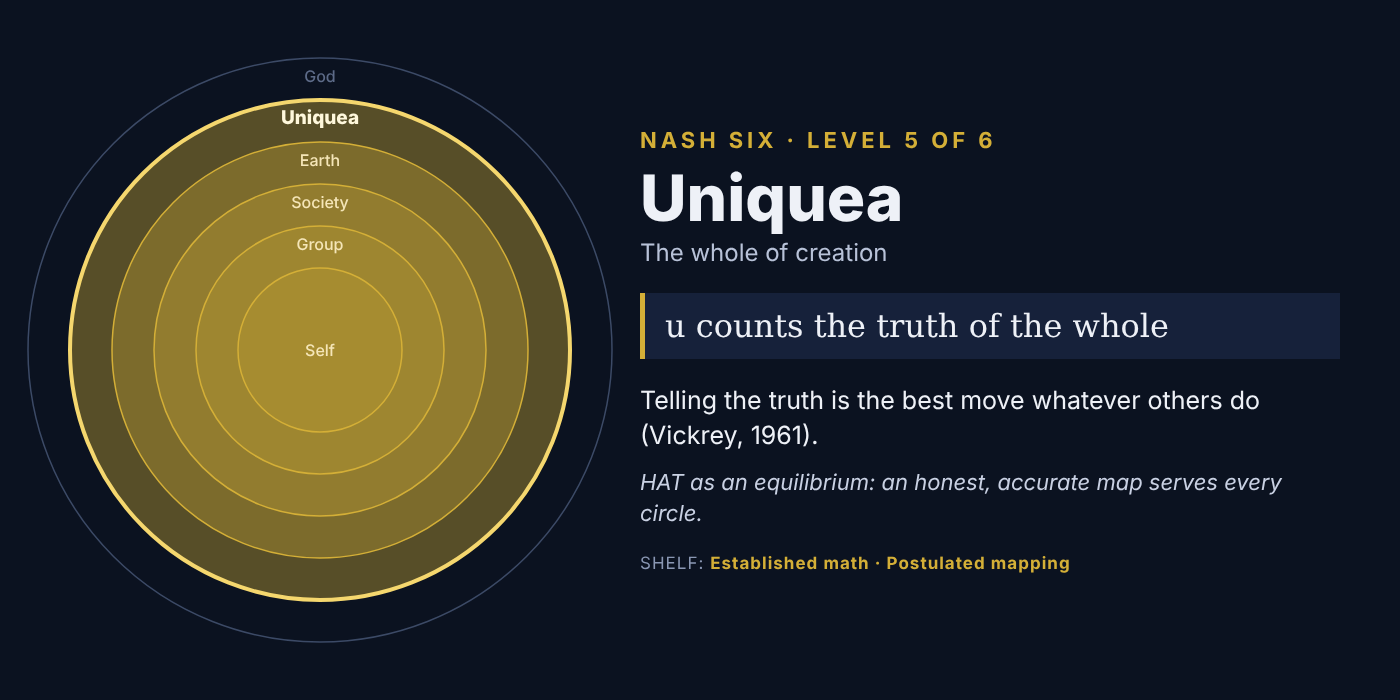 God
Uniquea
Earth
Society
Group
Self
NASH SIX · LEVEL 5 OF 6
Uniquea
The whole of creation
u counts the truth of the whole
Telling the truth is the best move whatever others do
(Vickrey, 1961).
HAT as an equilibrium: an honest, accurate map serves every
circle.
SHELF: Established math · Postulated mapping